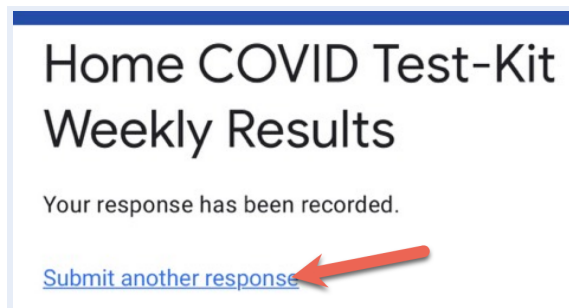 Home COVID Test-Kit
Weekly Results
Your response has been recorded.
Submit another response